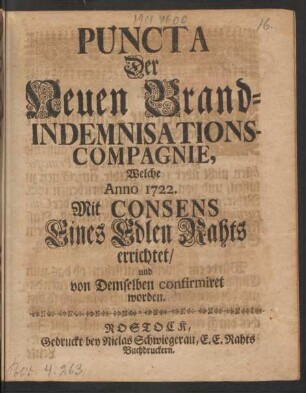 16.
PUNCTA
Der
Neuen Brand-
INDEMNISATIONS-
COMPAGNIE,
Welche
Anno 1722.
Mit CONSENS
Eines Edlen Rahts
errichtet/
und
von Demselben confirmiret
worden.
ROSTOCK,
Gedruckt bey Niclas Schwiegerau, E. E. Rahts
Buchdruckern.